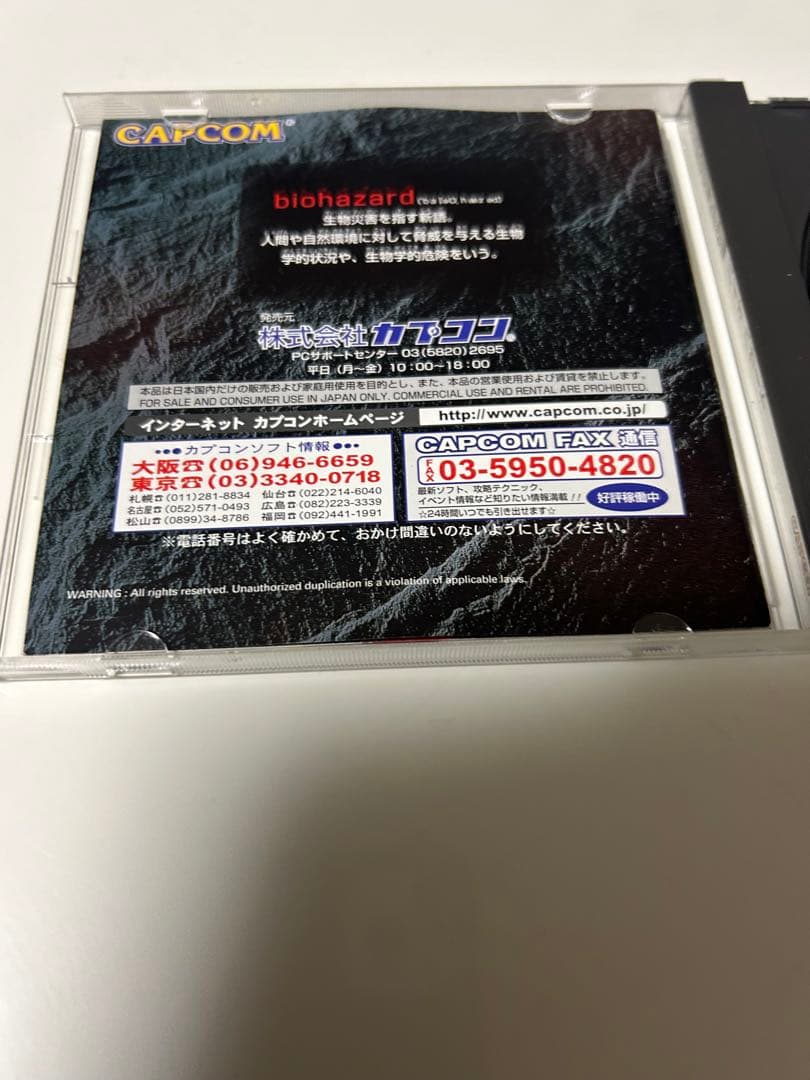 CAPCOM®
biohazard
生物災害を指す新語。
人間や自然環境に対して脅威を与える生物
学的状況や、生物学的危険をいう。
発売元
株式会社カプコン®
PCサポートセンター 03(5820)2695
平日(月～金)10:00～18:00
本品は日本国内だけの販売および家庭用使用を目的とし、また、本品の営業使用および賃貸を禁止します。
FOR SALE AND CONSUMER USE IN JAPAN ONLY. COMMERCIAL USE AND RENTAL ARE PROHIBITED.
インターネット カプコンホームページ http://www.capcom.co.jp/
●●●カプコンソフト情報●●●
大阪☎(06)946-6659
東京☎(03)3340-0718
札幌☎(011)281-8834 仙台☎(022)214-6040
名古屋☎(052)571-0493 広島☎(082)223-3339
松山☎(0899)34-8786 福岡☎(092)441-1991
CAPCOM FAX 通信
FAX 03-5950-4820
最新ソフト、攻略テクニック、
イベント情報など知りたい情報満載!!
☆24時間いつでも引き出せます☆
好評稼働中
※電話番号はよく確かめて、おかけ間違いのないようにしてください。
WARNING : All rights reserved. Unauthorized duplication is a violation of applicable laws.